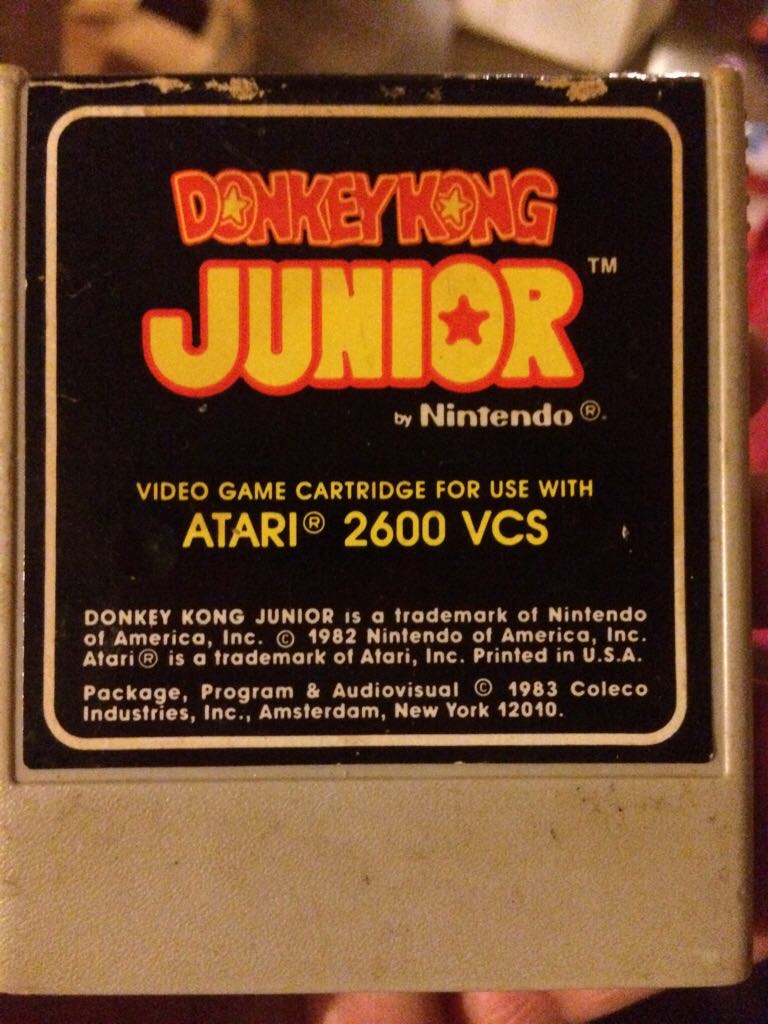 DONKEY KONG
JUNIOR ™
by Nintendo ®.
VIDEO GAME CARTRIDGE FOR USE WITH
ATARI® 2600 VCS
DONKEY KONG JUNIOR is a trademark of Nintendo
of America, Inc. © 1982 Nintendo of America, Inc.
Atari® is a trademark of Atari, Inc. Printed in U.S.A.
Package, Program & Audiovisual © 1983 Coleco
Industries, Inc., Amsterdam, New York 12010.